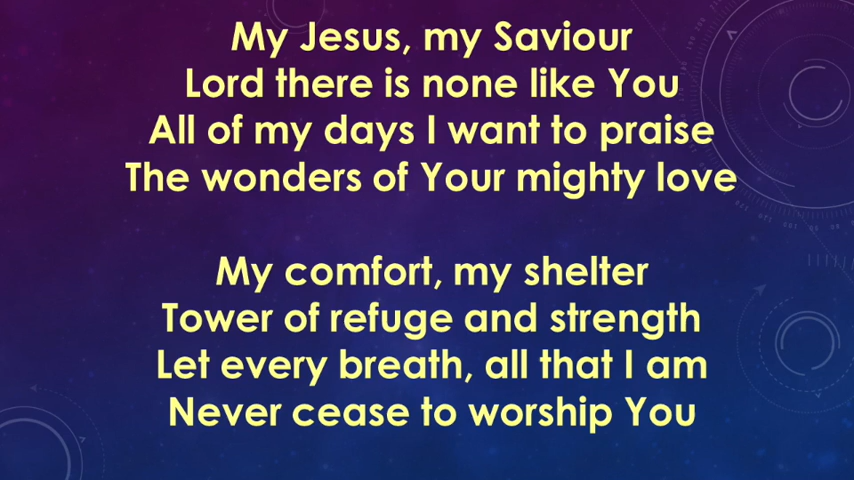 My Jesus, my Saviour
Lord there is none like You
All of my days I want to praise
The wonders of Your mighty love
My comfort, my shelter
Tower of refuge and strength
Let every breath, all that I am
Never cease to worship You